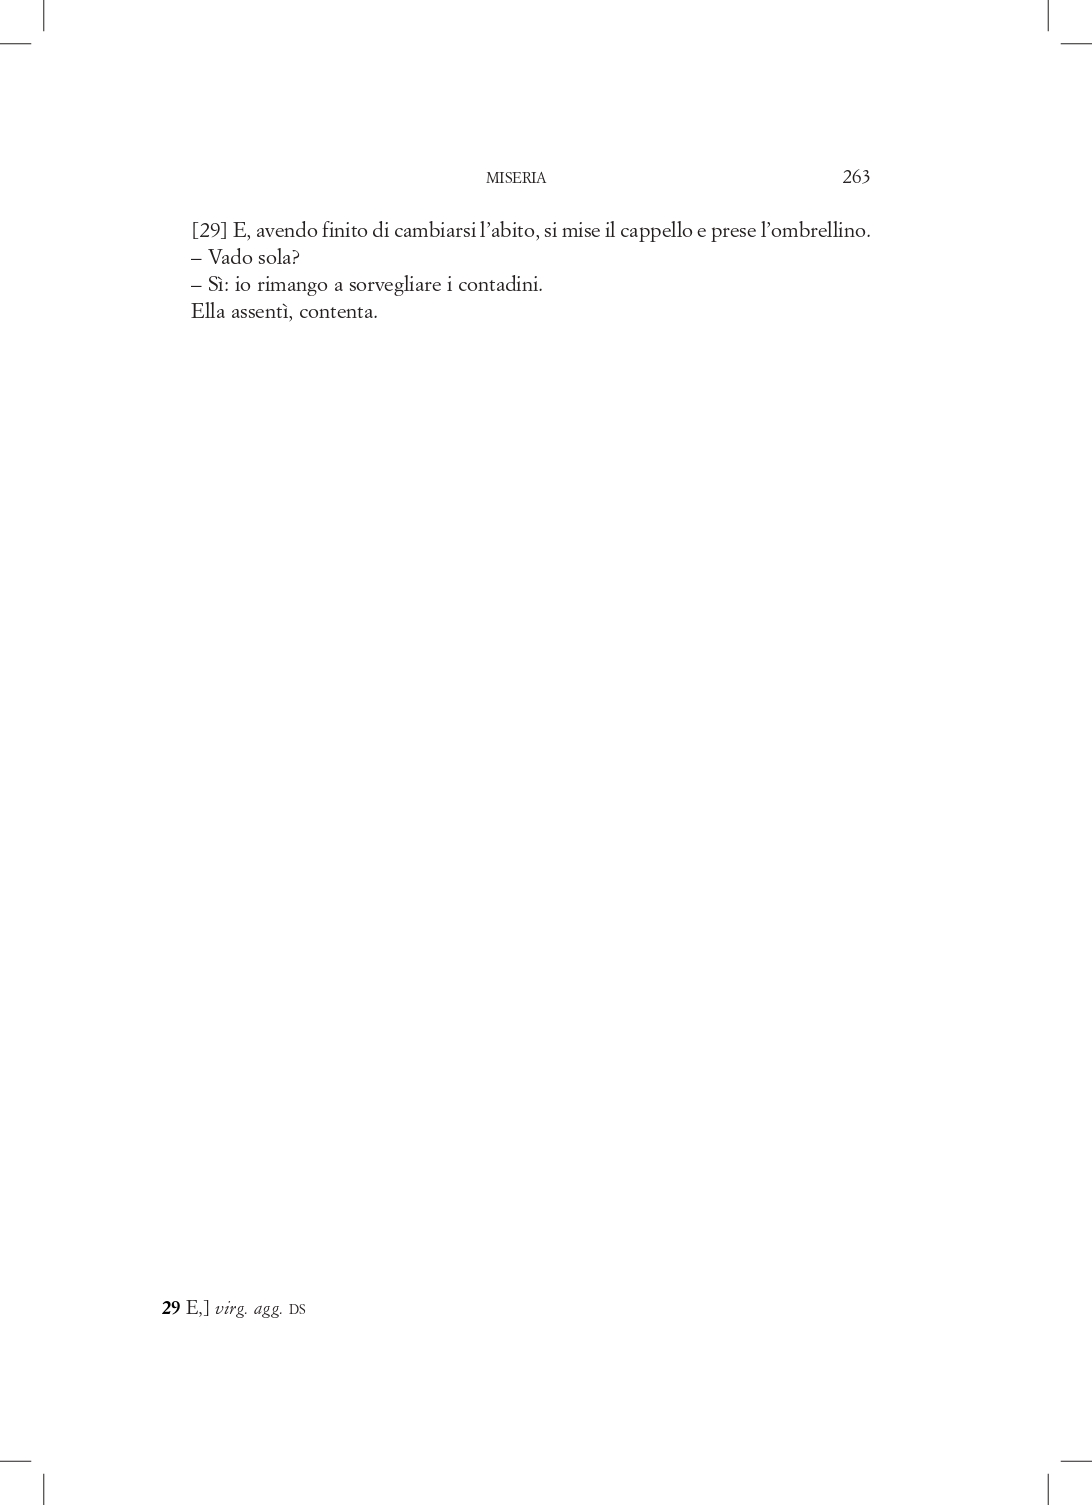 MISERIA 263
[29] E, avendo finito di cambiarsi l’abito, si mise il cappello e prese l’ombrellino.
– Vado sola?
– Sì: io rimango a sorvegliare i contadini.
Ella assentì, contenta.
29 E,] virg. agg. DS